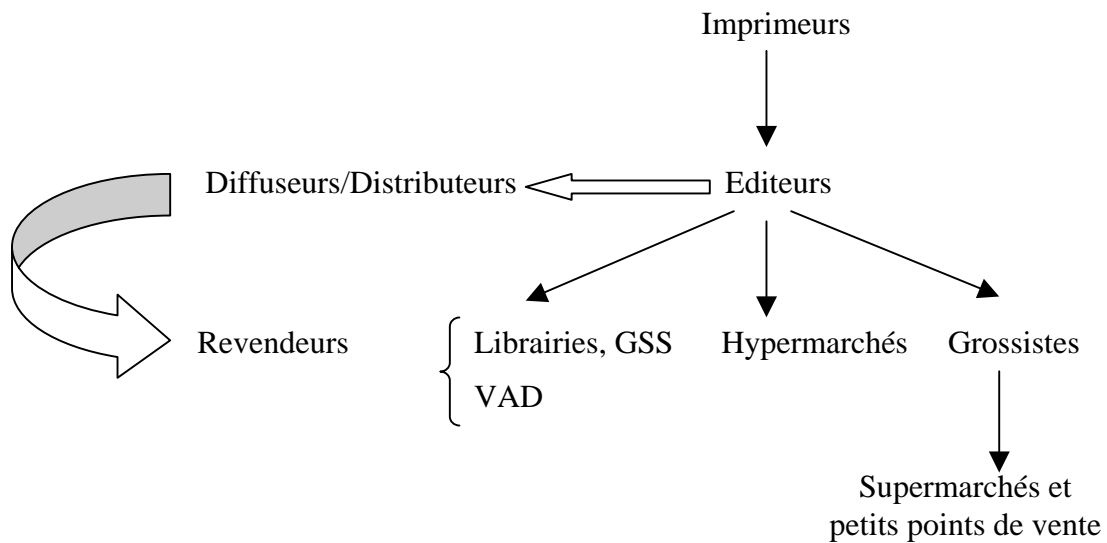 Imprimeurs
Diffuseurs/Distributeurs
Editeurs
Revendeurs
Librairies, GSS
VAD
Hypermarchés
Grossistes
Supermarchés et
petits points de vente